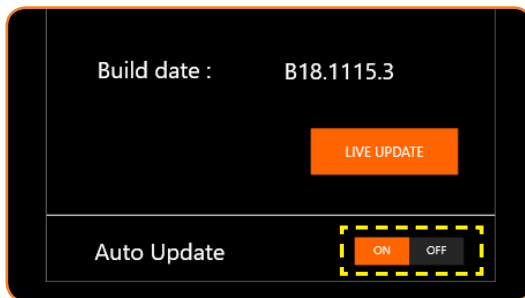 Build date : B18.1115.3
LIVE UPDATE
Auto Update ON OFF